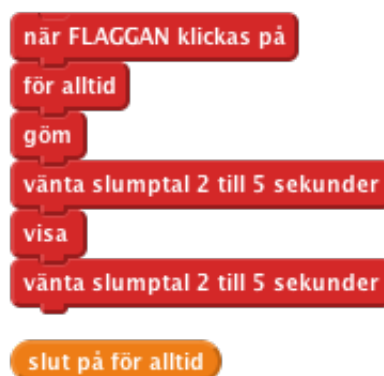 när FLAGGAN klickas på
för alltid
göm
vänta slumptal 2 till 5 sekunder
visa
vänta slumptal 2 till 5 sekunder
slut på för alltid